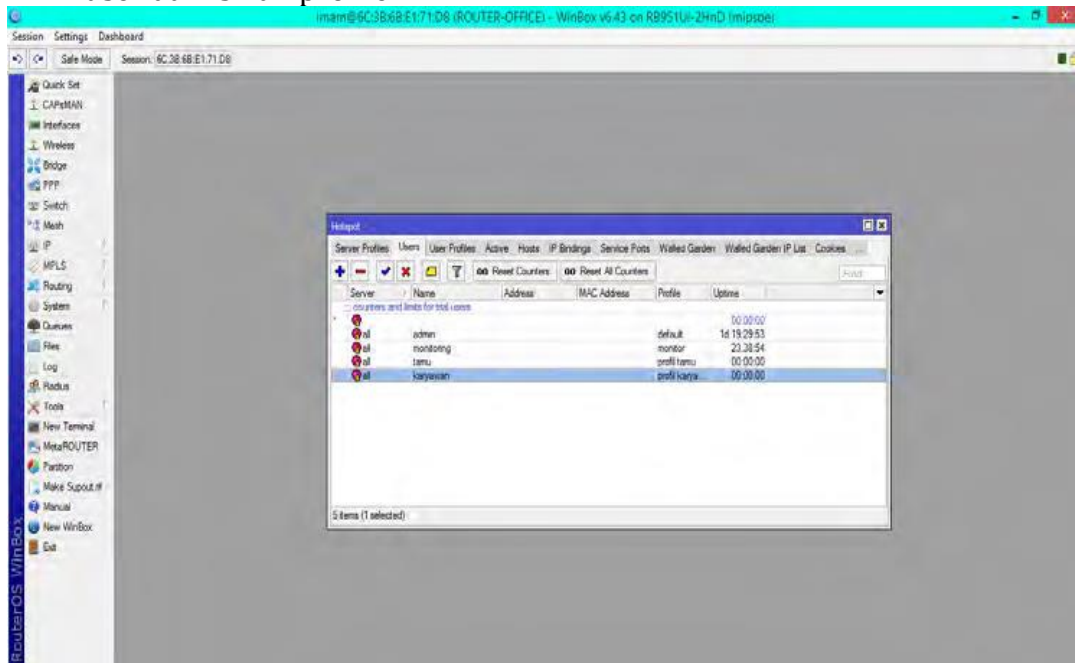 imam@6C:3B:6B:E1:71:D8 (ROUTER-OFFICE) - WinBox v6.43 on RB951Ui-2HnD (mipsbe)
Session Settings Dashboard
Safe Mode Session: 6C:3B:6B:E1:71:D8
Quick Set
CAPsMAN
Interfaces
Wireless
Bridge
PPP
Switch
Mesh
IP
MPLS
Routing
System
Queues
Files
Log
Radius
Tools
New Terminal
MetaROUTER
Partition
Make Supout.rif
Manual
New WinBox
Exit
RouterOS WinBox
Hotspot
Server Profiles Users User Profiles Active Hosts IP Bindings Service Ports Walled Garden Walled Garden IP List Cookies ...
00 Reset Counters 00 Reset All Counters Find
Server Name Address MAC Address Profile Uptime
::: counters and limits for trial users
00:00:00
all admin default 1d 19:29:53
all monitoring monitor 23:38:54
all tamu profil tamu 00:00:00
all karyawan profil karya... 00:00:00
5 items (1 selected)